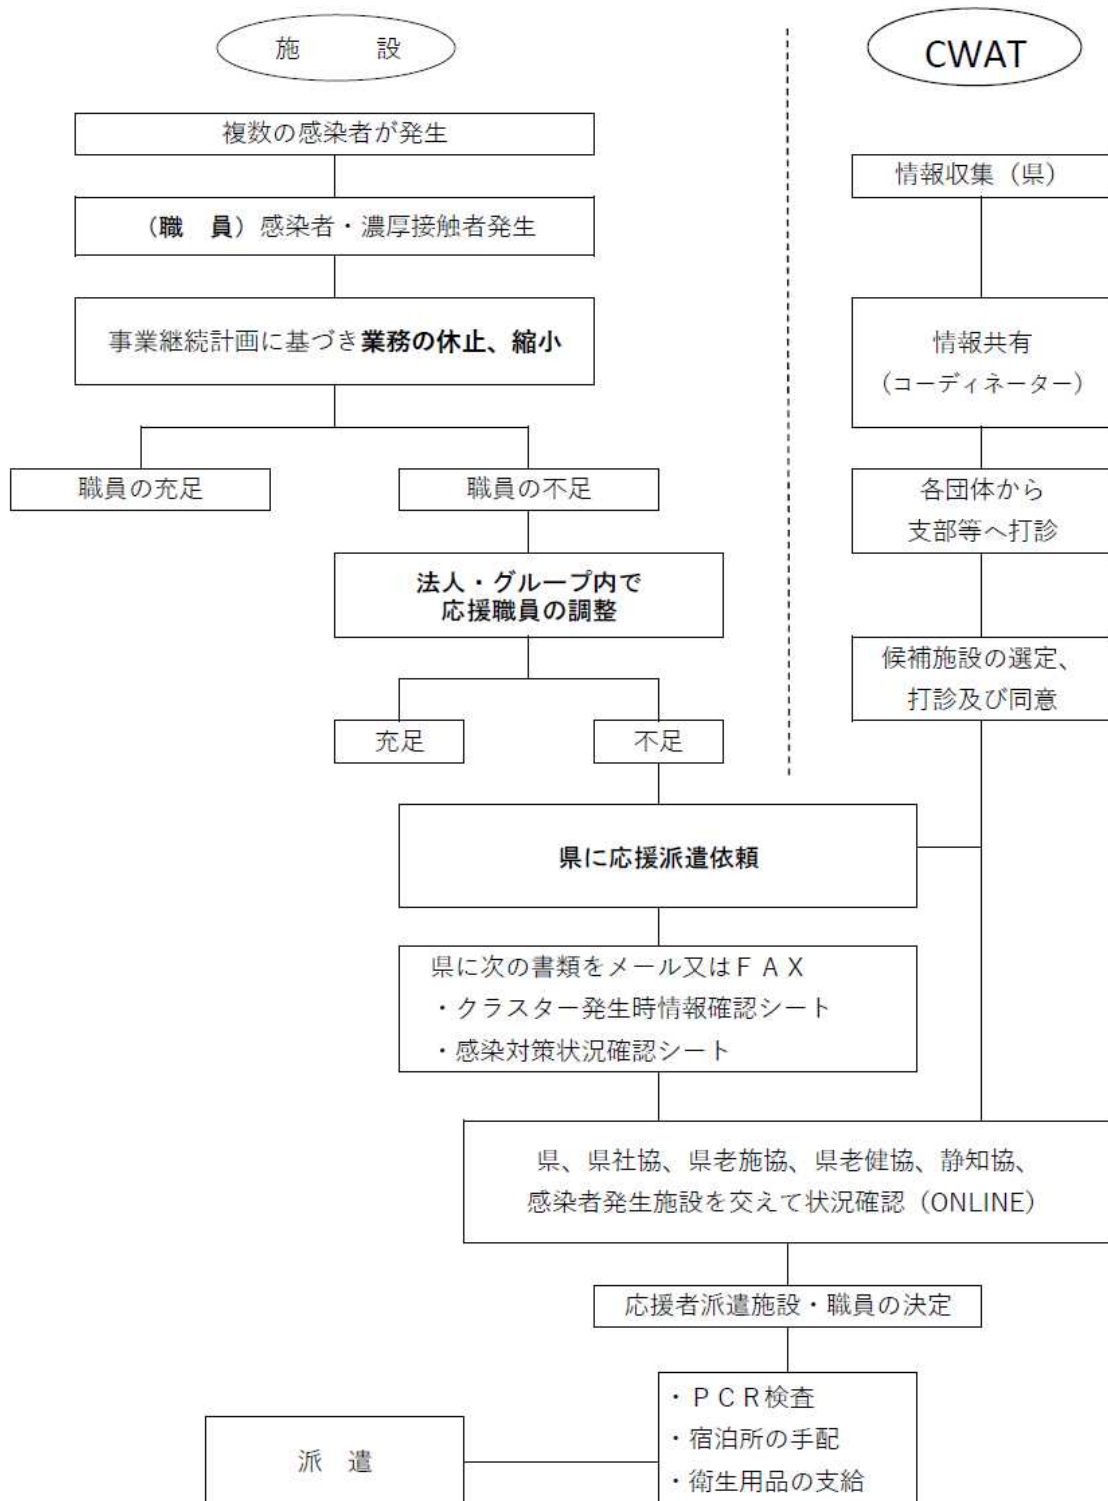 施　　　設
複数の感染者が発生
（職　員）感染者・濃厚接触者発生
事業継続計画に基づき業務の休止、縮小
職員の充足
職員の不足
法人・グループ内で
応援職員の調整
充足
不足
CWAT
情報収集（県）
情報共有
（コーディネーター）
各団体から
支部等へ打診
候補施設の選定、
打診及び同意
県に応援派遣依頼
県に次の書類をメール又はＦＡＸ
・クラスター発生時情報確認シート
・感染対策状況確認シート
県、県社協、県老施協、県老健協、静知協、
感染者発生施設を交えて状況確認（ONLINE）
応援者派遣施設・職員の決定
・ＰＣＲ検査
・宿泊所の手配
・衛生用品の支給
派　遣